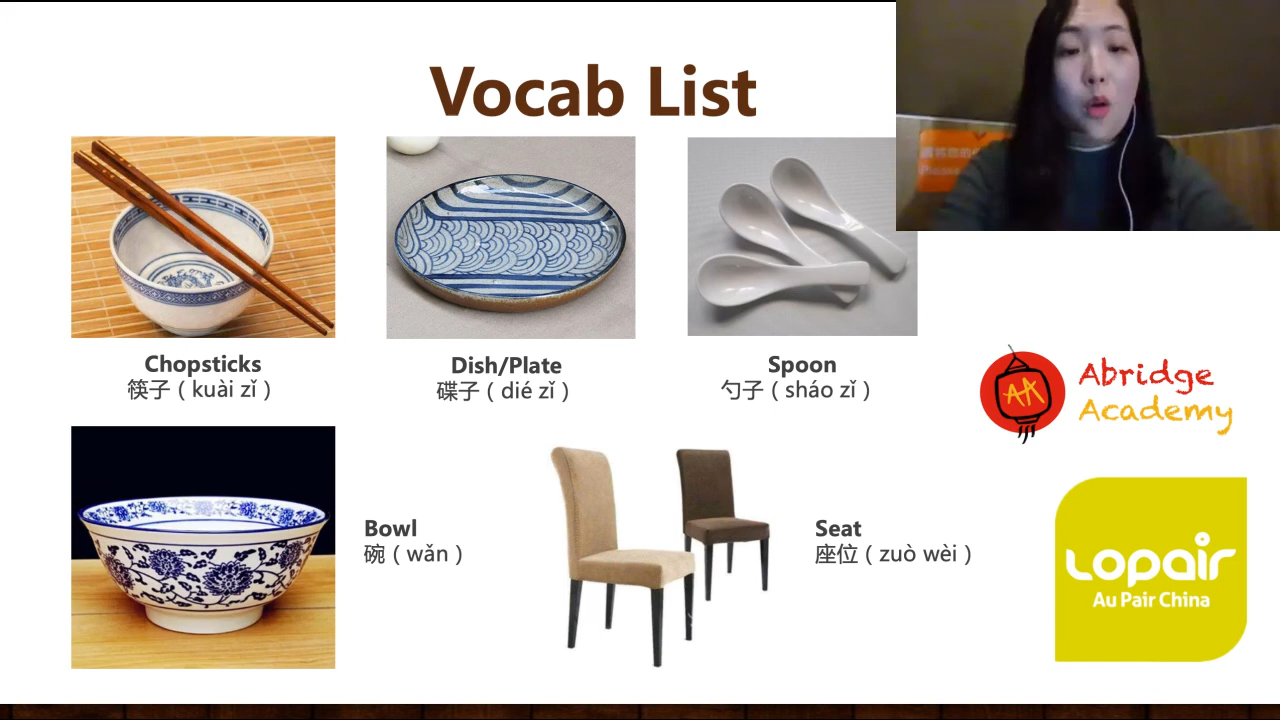 Vocab List
Chopsticks
筷子 ( kuài zǐ )
Dish/Plate
碟子 ( dié zǐ )
Spoon
勺子 ( sháo zǐ )
Bowl
碗 ( wǎn )
Seat
座位 ( zuò wèi )
AA
Abridge
Academy
Lopair
Au Pair China